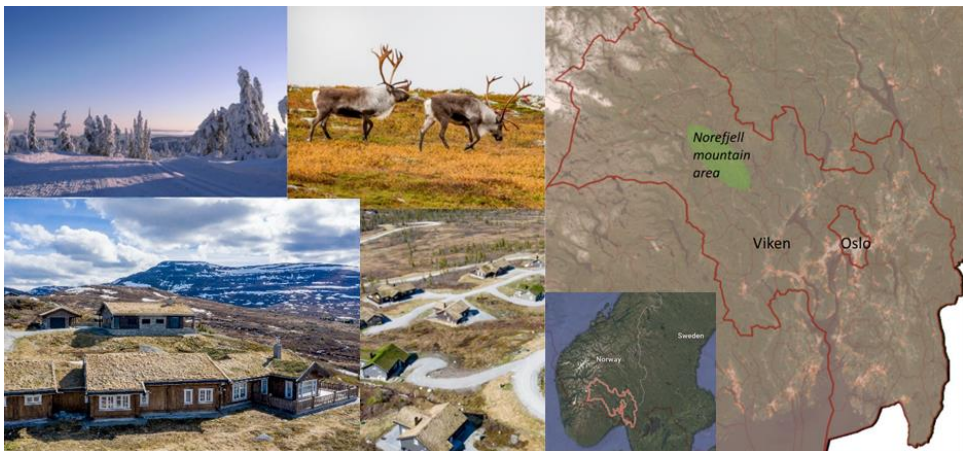 Norefjell
mountain
area
Viken
Oslo
Sweden
Norway